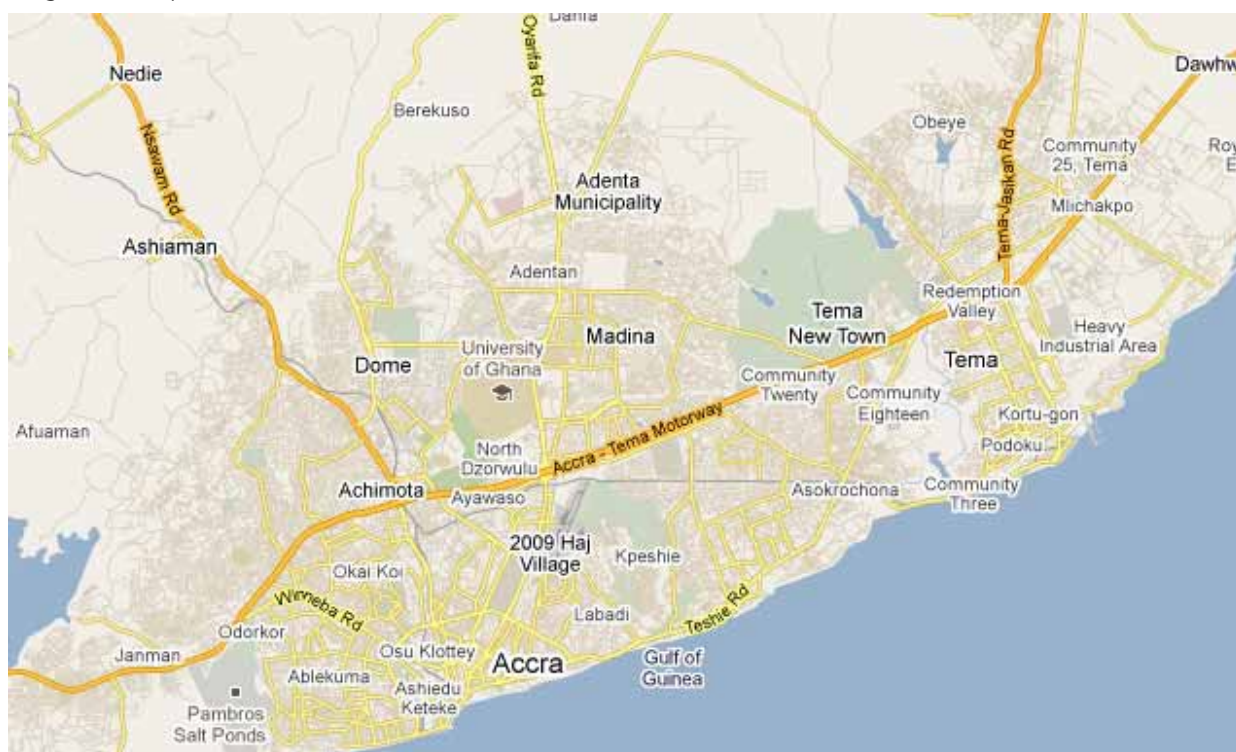 Dahra
Oyarifa Rd
Nedie
Dawhw
Berekuso
Obeye
Community
25, Tema
Roy
E
Nsawam Rd
Tema-Jasikan Rd
Adenta
Municipality
Mlichakpo
Ashiaman
Adentan
Redemption
Valley
Tema
New Town
Madina
University
of Ghana
Heavy
Industrial Area
Dome
Tema
Community
Twenty
Community
Eighteen
Kortu-gon
Afuaman
Accra - Tema Motorway
North
Dzorwulu
Podoku
Achimota
Ayawaso
Asokrochona
Community
Three
2009 Haj
Village
Kpeshie
Okai Koi
Winneba Rd
Labadi
Teshie Rd
Odorkor
Janman
Osu Klottey
Accra
Gulf of
Guinea
Ablekuma
Ashiedu
Keteke
Pambros
Salt Ponds